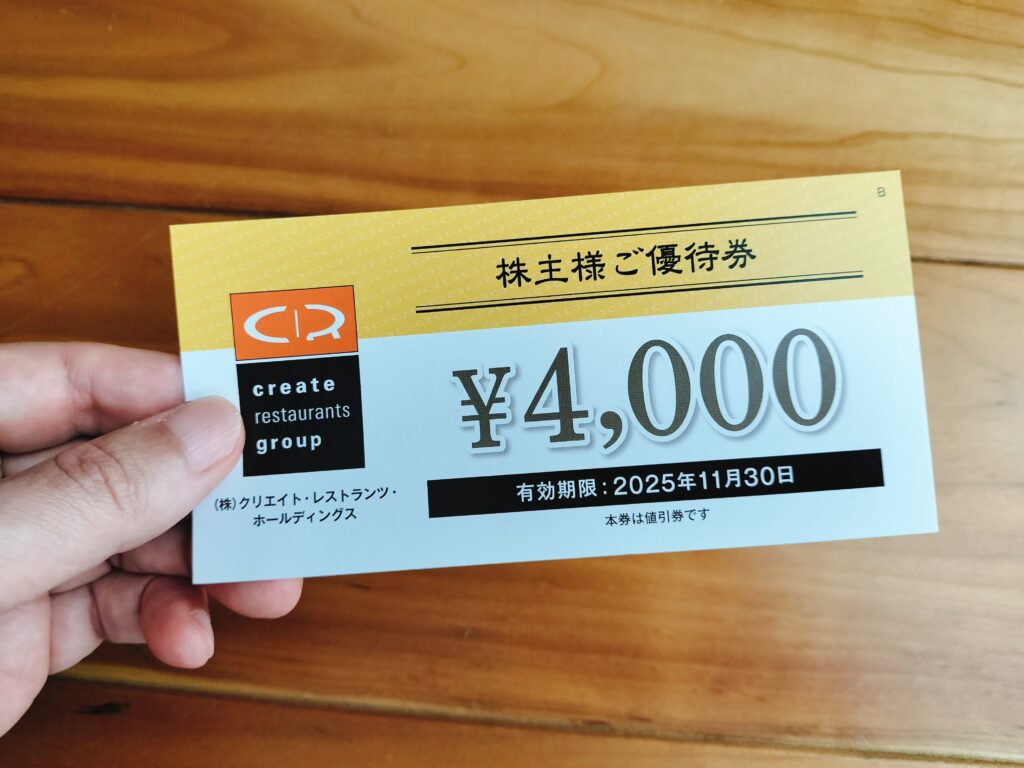 B
株主様ご優待券
CR
create
restaurants
group
¥4,000
(株)クリエイト・レストランツ・
ホールディングス
有効期限:2025年11月30日
本券は値引券です